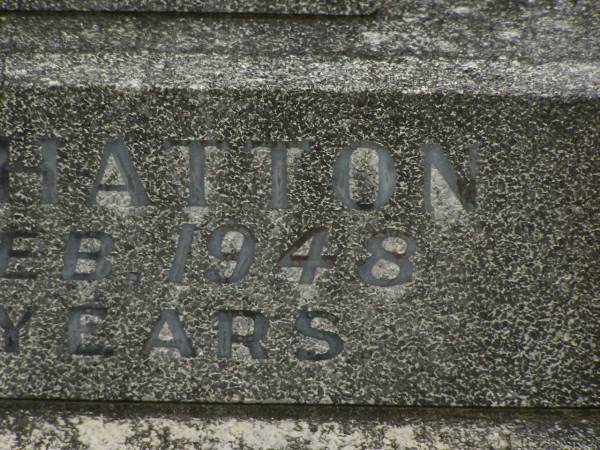 HATTON
EB. 1948
YEARS